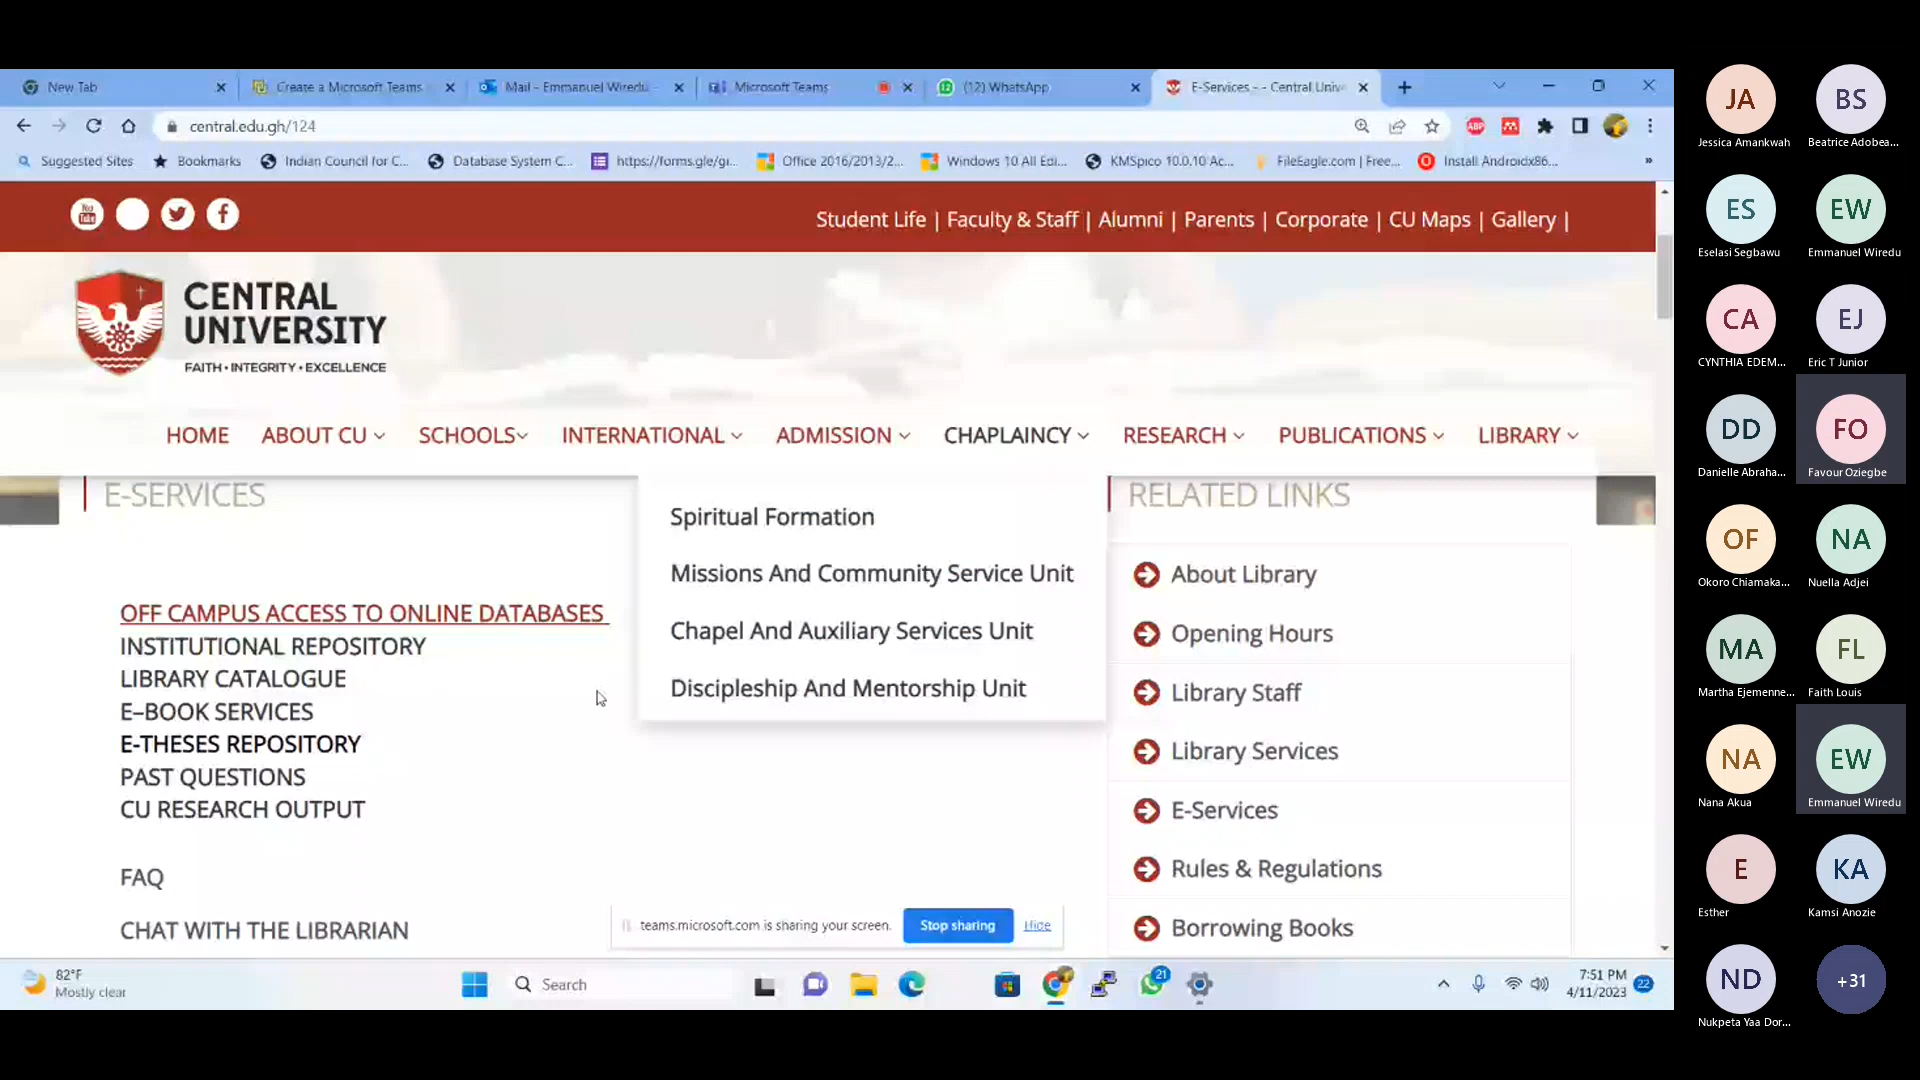 New Tab
Create a Microsoft Teams
Mail - Emmanuel Wiredu -
Microsoft Teams
(12) WhatsApp
E-Services - - Central Unive
central.edu.gh/124
ABP
Suggested Sites
Bookmarks
Indian Council for C...
Database System C...
https://forms.gle/gi...
Office 2016/2013/2...
Windows 10 All Edi...
KMSpico 10.0.10 Ac...
FileEagle.com | Free...
Install Androidx86...
»
You Tube
Student Life | Faculty & Staff | Alumni | Parents | Corporate | CU Maps | Gallery |
CENTRAL
UNIVERSITY
FAITH • INTEGRITY • EXCELLENCE
HOME
ABOUT CU
SCHOOLS
INTERNATIONAL
ADMISSION
CHAPLAINCY
RESEARCH
PUBLICATIONS
LIBRARY
E-SERVICES
OFF CAMPUS ACCESS TO ONLINE DATABASES
INSTITUTIONAL REPOSITORY
LIBRARY CATALOGUE
E–BOOK SERVICES
E-THESES REPOSITORY
PAST QUESTIONS
CU RESEARCH OUTPUT
FAQ
CHAT WITH THE LIBRARIAN
Spiritual Formation
Missions And Community Service Unit
Chapel And Auxiliary Services Unit
Discipleship And Mentorship Unit
RELATED LINKS
About Library
Opening Hours
Library Staff
Library Services
E-Services
Rules & Regulations
Borrowing Books
teams.microsoft.com is sharing your screen.
Stop sharing
Hide
82°F
Mostly clear
Search
21
7:51 PM
4/11/2023
22
JA
Jessica Amankwah
BS
Beatrice Adobea...
ES
Eselasi Segbawu
EW
Emmanuel Wiredu
CA
CYNTHIA EDEM...
EJ
Eric T Junior
DD
Danielle Abraha...
FO
Favour Oziegbe
OF
Okoro Chiamaka...
NA
Nuella Adjei
MA
Martha Ejemenne...
FL
Faith Louis
NA
Nana Akua
EW
Emmanuel Wiredu
E
Esther
KA
Kamsi Anozie
ND
Nukpeta Yaa Dor...
+31